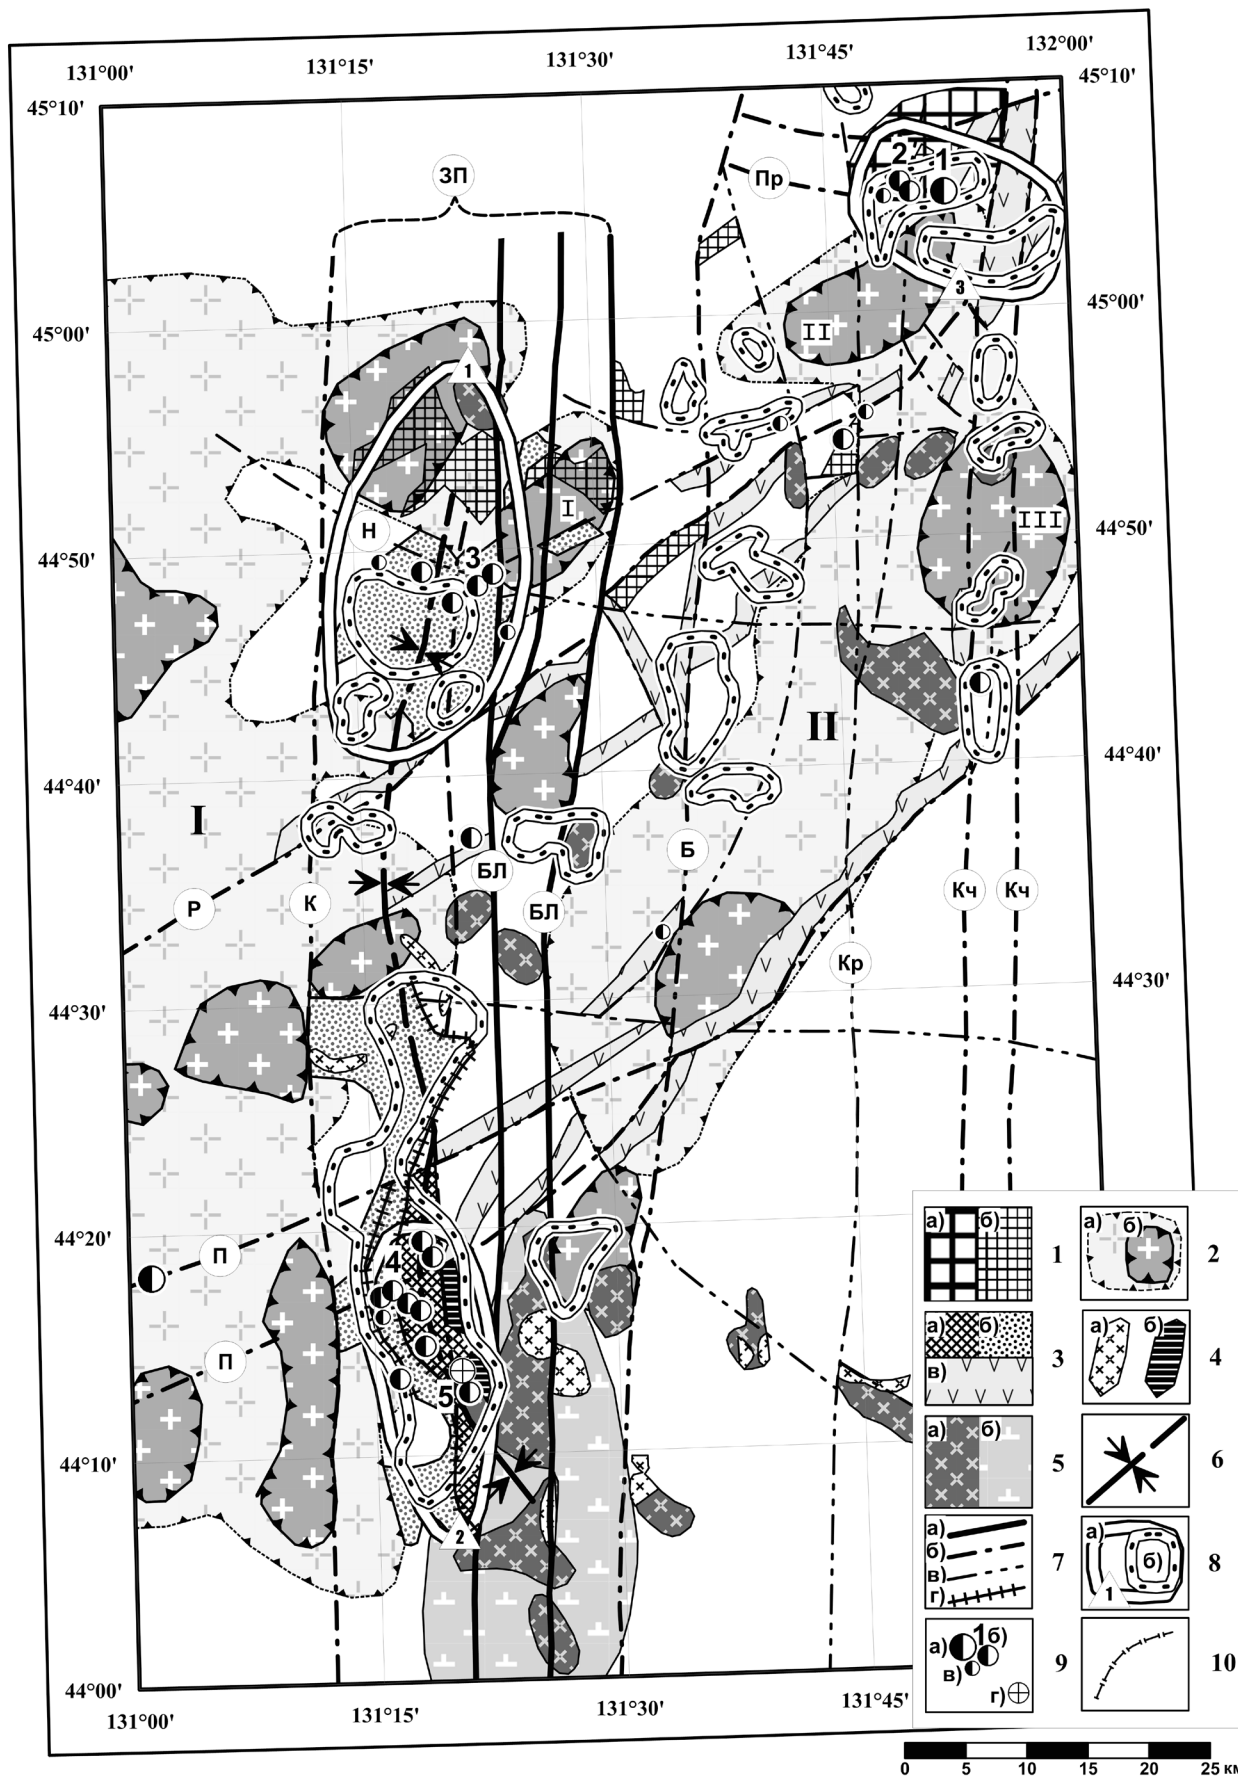 131°00'
131°15'
131°30'
131°45'
132°00'
45°10'
45°10'
ЗП
Пр
2
1
3
45°00'
45°00'
II
1
I
III
44°50'
44°50'
Н
3
II
44°40'
44°40'
I
Б
БЛ
Кч
Кч
Р
К
БЛ
Кр
44°30'
44°30'
44°20'
П
4
П
5
44°10'
2
44°00'
131°00'
131°15'
131°30'
131°45'
а) б)
1
а) б)
2
а) б)
в)
3
а) б)
4
а) б)
5
6
а)
б)
в)
г)
7
а)
б)
1
8
а) 1 б)
в)
г)
9
10
0 5 10 15 20 25 км